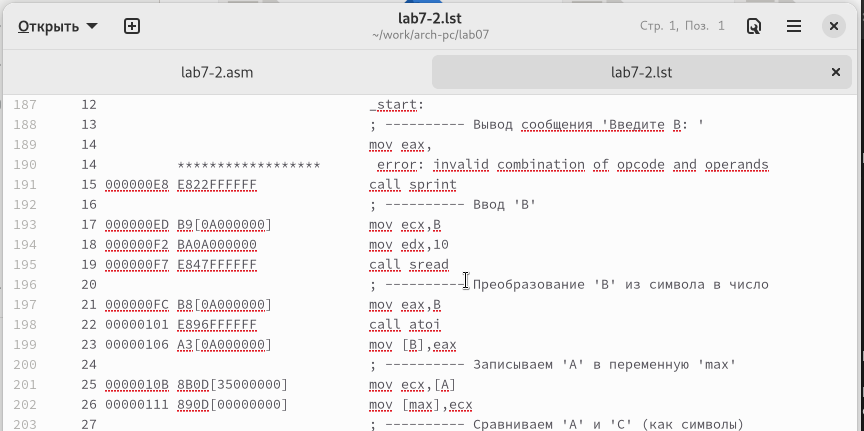 Открыть
lab7-2.lst
~/work/arch-pc/lab07
Стр. 1, Поз. 1
lab7-2.asm
lab7-2.lst
187 12 _start:
188 13 ; ---------- Вывод сообщения 'Введите B: '
189 14 mov eax,
190 14 ****************** error: invalid combination of opcode and operands
191 15 000000E8 E822FFFFFF call sprint
192 16 ; ---------- Ввод 'B'
193 17 000000ED B9[0A000000] mov ecx,B
194 18 000000F2 BA0A000000 mov edx,10
195 19 000000F7 E847FFFFFF call sread
196 20 ; ---------- Преобразование 'B' из символа в число
197 21 000000FC B8[0A000000] mov eax,B
198 22 00000101 E896FFFFFF call atoi
199 23 00000106 A3[0A000000] mov [B],eax
200 24 ; ---------- Записываем 'A' в переменную 'max'
201 25 0000010B 8B0D[35000000] mov ecx,[A]
202 26 00000111 890D[00000000] mov [max],ecx
203 27 ; ---------- Сравниваем 'A' и 'C' (как символы)